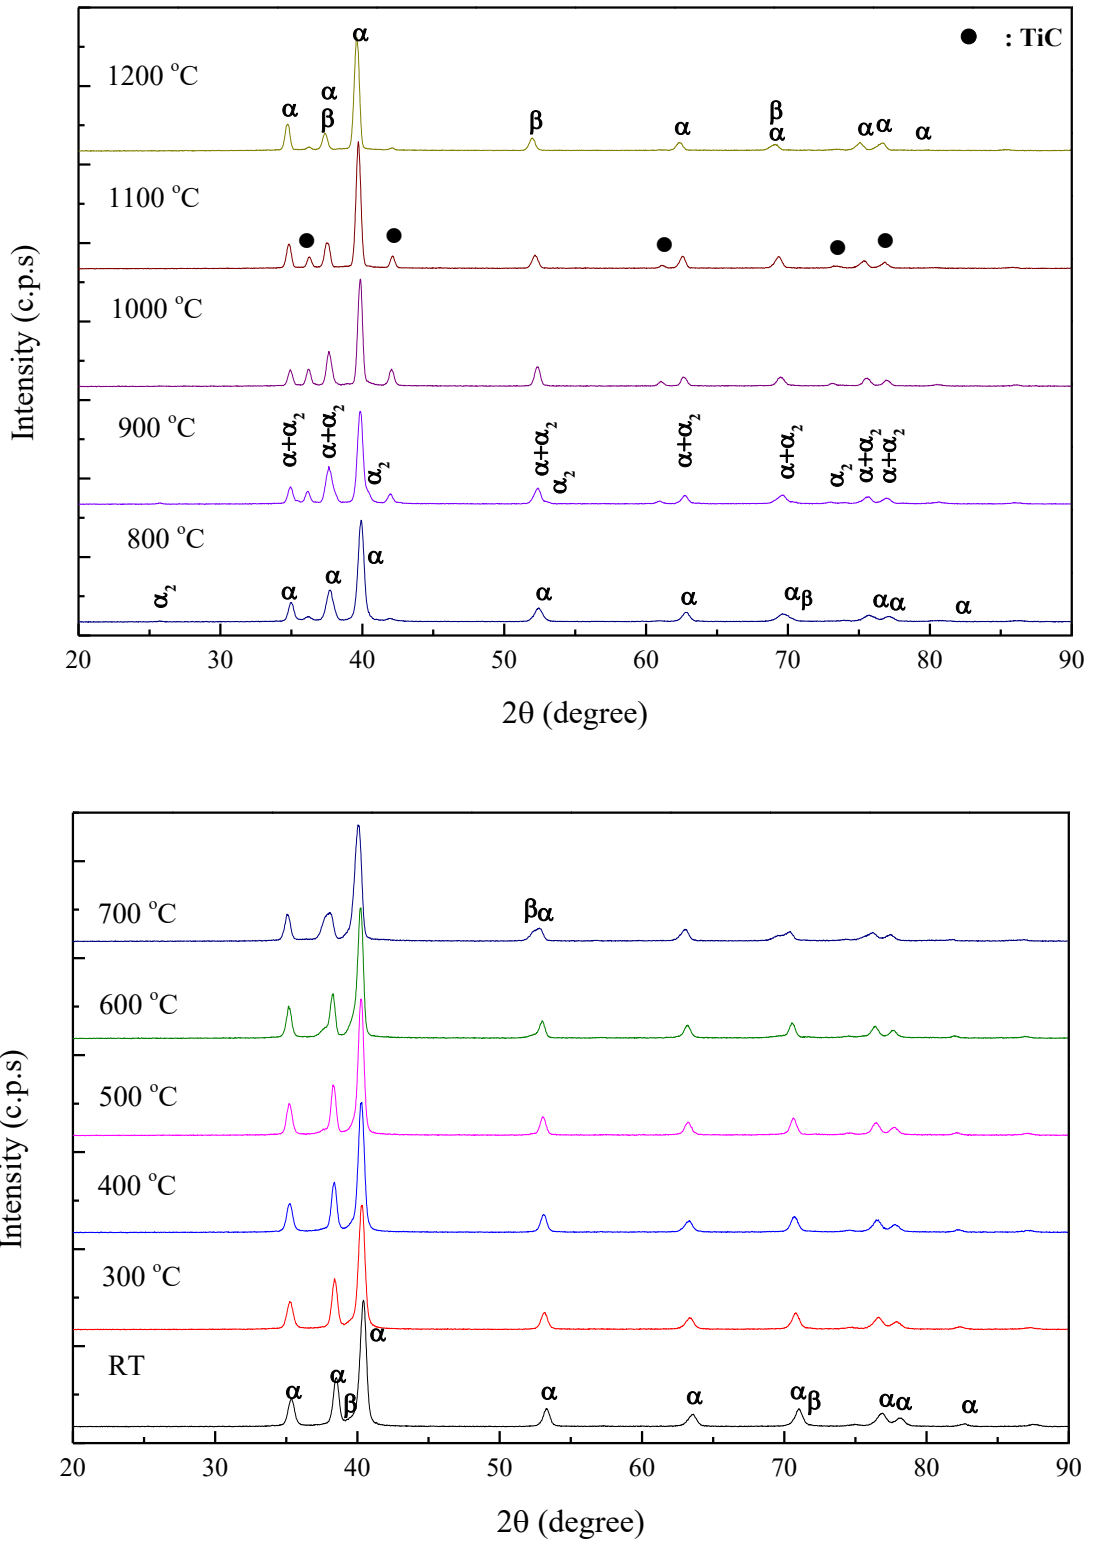 ● : TiC
1200 °C
α
α
α
β
α
β
α
β
α
α
α
α
1100 °C
●
●
●
●
●
1000 °C
900 °C
α+α₂
α+α₂
α₂
α+α₂
α₂
α+α₂
α+α₂
α₂
α+α₂
α+α₂
800 °C
α₂
α
α
α
α
α
αβ
αα
α
20 30 40 50 60 70 80 90
2θ (degree)
Intensity (c.p.s)
700 °C
βα
600 °C
500 °C
400 °C
300 °C
RT
α
α
β
α
α
α
αβ
αα
α
20 30 40 50 60 70 80 90
2θ (degree)
Intensity (c.p.s)